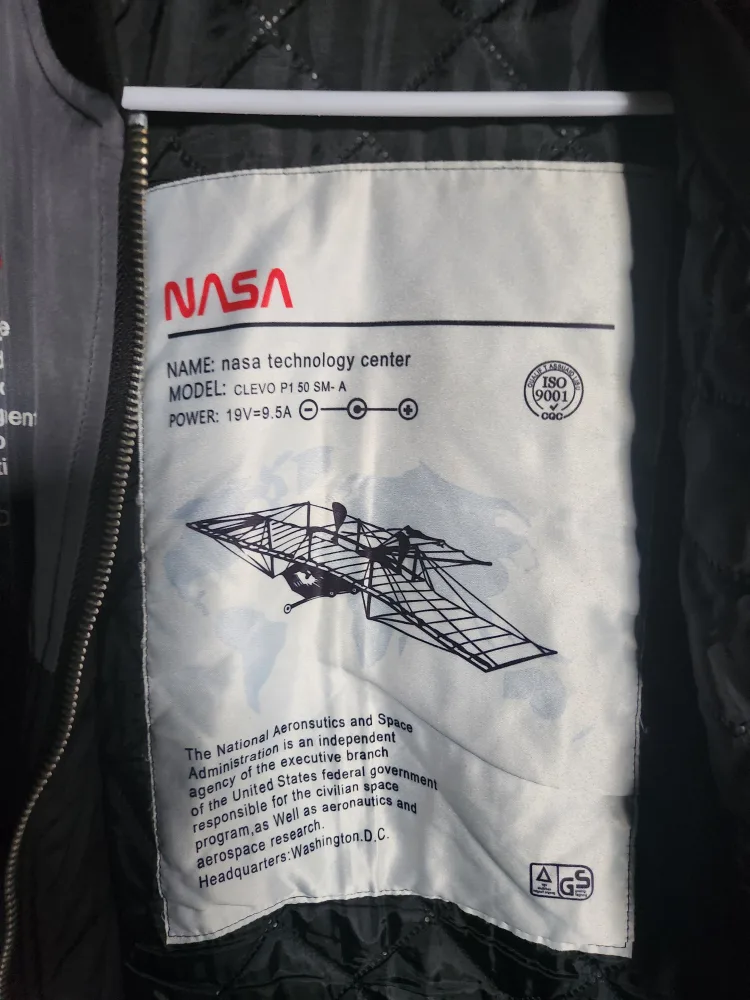 NASA
NAME: nasa technology center
MODEL: CLEVO P1 50 SM- A
POWER: 19V=9.5A
ISO
9001
CQC
The National Aeronsutics and Space
Administration is an independent
agency of the executive branch
of the United States federal government
responsible for the civilian space
program,as Well as aeronautics and
aerospace research.
Headquarters:Washington.D.C.
GS